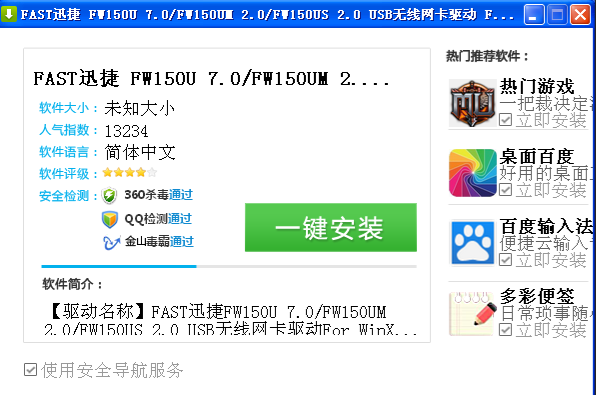 FAST迅捷 FW150U 7.0/FW150UM 2.0/FW150US 2.0 USB无线网卡驱动 F...
FAST迅捷 FW150U 7.0/FW150UM 2....
软件大小：未知大小
人气指数：13234
软件语言：简体中文
软件评级：
安全检测：360杀毒通过
QQ检测通过
金山毒霸通过
一键安装
软件简介：
【驱动名称】FAST迅捷FW150U 7.0/FW150UM
2.0/FW150US 2.0 USB无线网卡驱动For WinX...
使用安全导航服务
热门推荐软件：
热门游戏
一把裁决定
立即安装
桌面百度
好用的桌面
立即安装
百度输入法
便捷云输入
立即安装
多彩便签
日常琐事随
立即安装